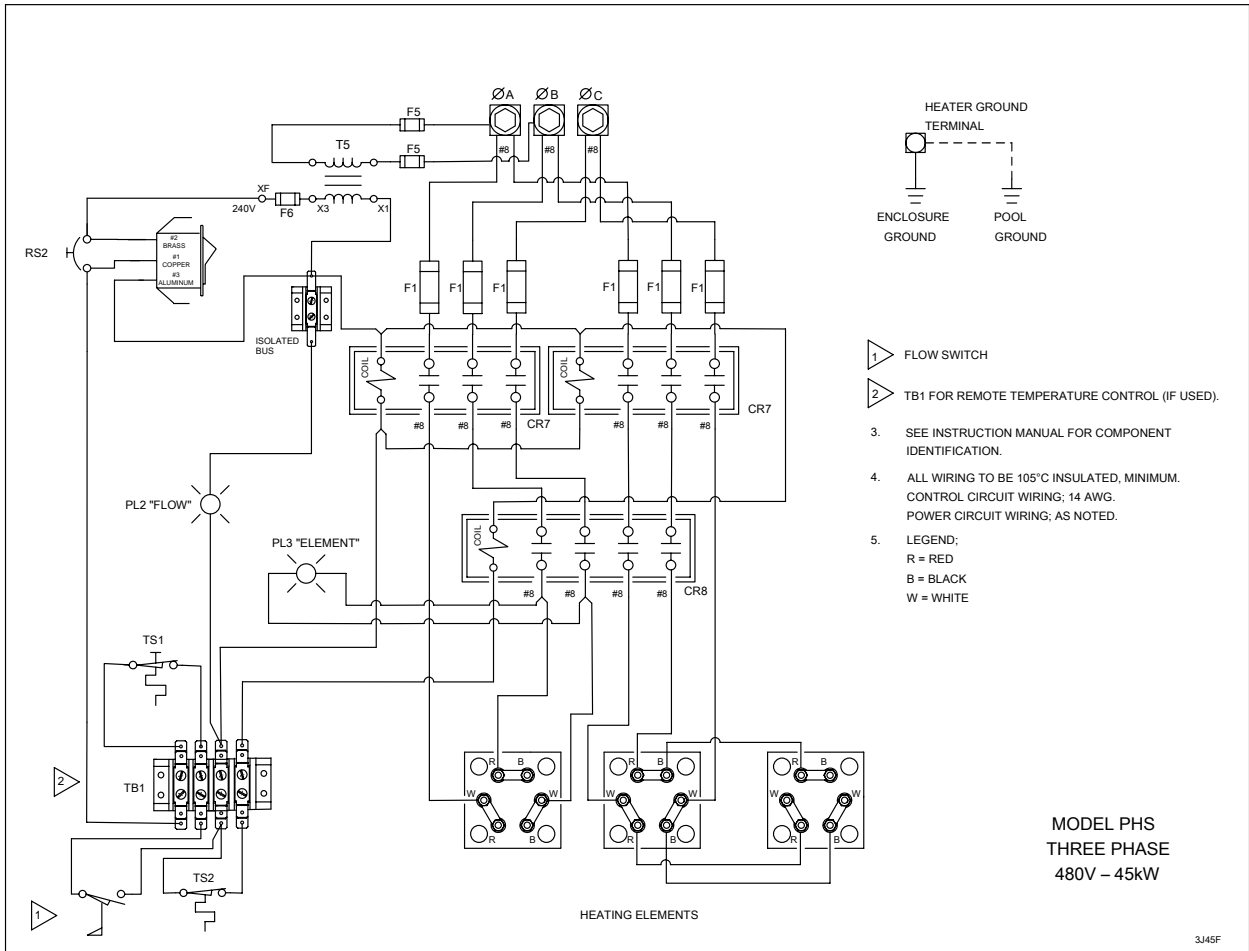 ØA ØB ØC
F5
T5
F5
#8 #8 #8
XF
240V
F6
X3
X1
RS2
#2
BRASS
#1
COPPER
#3
ALUMINUM
ISOLATED
BUS
F1 F1 F1 F1 F1 F1
COIL
COIL
CR7
CR7
#8 #8 #8 #8 #8 #8
PL2 "FLOW"
PL3 "ELEMENT"
COIL
CR8
#8 #8 #8 #8
TS1
2
TB1
1
TS2
R B
W W
R B
R B
W W
R B
R B
W W
R B
HEATING ELEMENTS
HEATER GROUND
TERMINAL
ENCLOSURE
GROUND
POOL
GROUND
1 FLOW SWITCH
2 TB1 FOR REMOTE TEMPERATURE CONTROL (IF USED).
3. SEE INSTRUCTION MANUAL FOR COMPONENT
IDENTIFICATION.
4. ALL WIRING TO BE 105°C INSULATED, MINIMUM.
CONTROL CIRCUIT WIRING; 14 AWG.
POWER CIRCUIT WIRING; AS NOTED.
5. LEGEND;
R = RED
B = BLACK
W = WHITE
MODEL PHS
THREE PHASE
480V – 45kW
3J45F